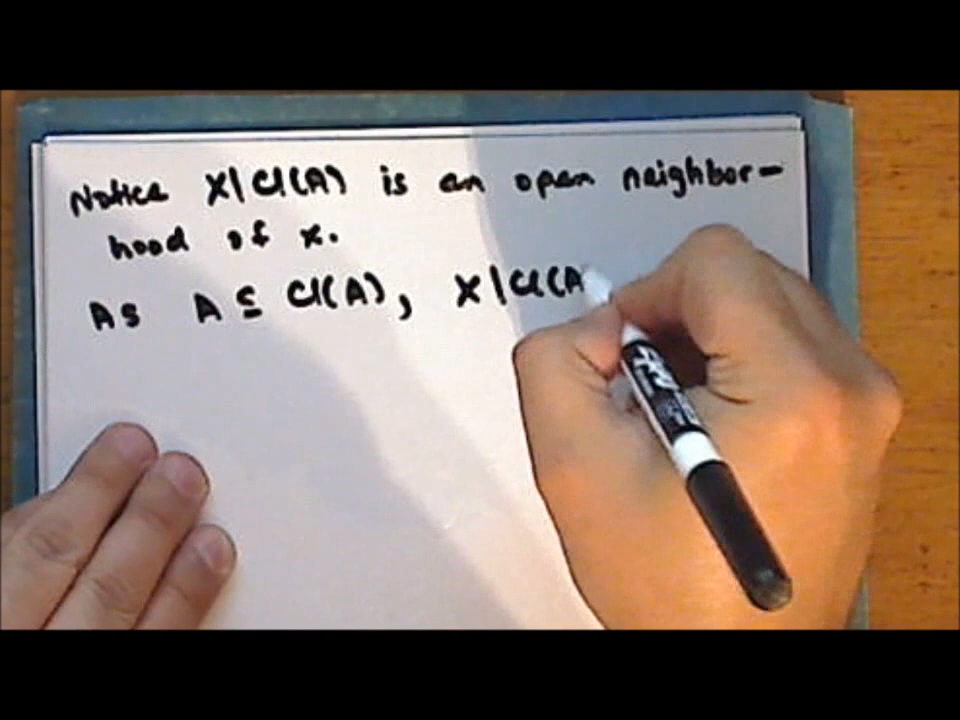 Notice X|Cl(A) is an open neighbor-
hood of x.
As A ⊆ Cl(A), X|Cl(A